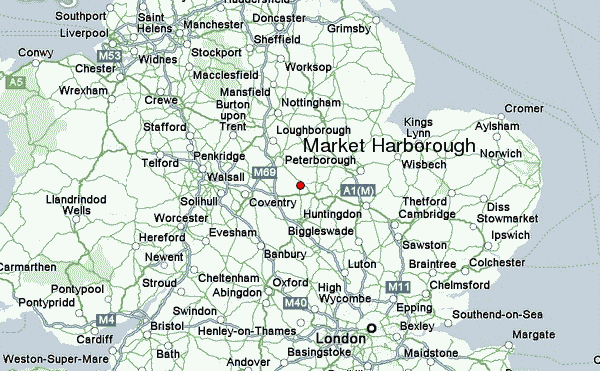 Huddersfield
Southport
Saint
Helens
Manchester
Doncaster
Grimsby
Liverpool
Stockport
Sheffield
Conwy
M53
Widnes
Chester
Macclesfield
Worksop
A5
Wrexham
Crewe
Mansfield
Burton
upon
Trent
Nottingham
Cromer
Stafford
Loughborough
Kings
Lynn
Aylsham
Market Harborough
Telford
Penkridge
Peterborough
Wisbech
Norwich
Walsall
M69
A1(M)
Llandrindod
Wells
Solihull
Coventry
Thetford
Diss
Worcester
Huntingdon
Cambridge
Stowmarket
Hereford
Evesham
Biggleswade
Ipswich
Newent
Banbury
Sawston
Carmarthen
Cheltenham
Luton
Braintree
Colchester
Pontypool
Stroud
Abingdon
Oxford
High
Wycombe
M11
Chelmsford
Pontypridd
M40
Epping
M4
Swindon
Southend-on-Sea
Cardiff
Bristol
Henley-on-Thames
London
Bexley
Margate
Weston-Super-Mare
Bath
Andover
Basingstoke
Maidstone